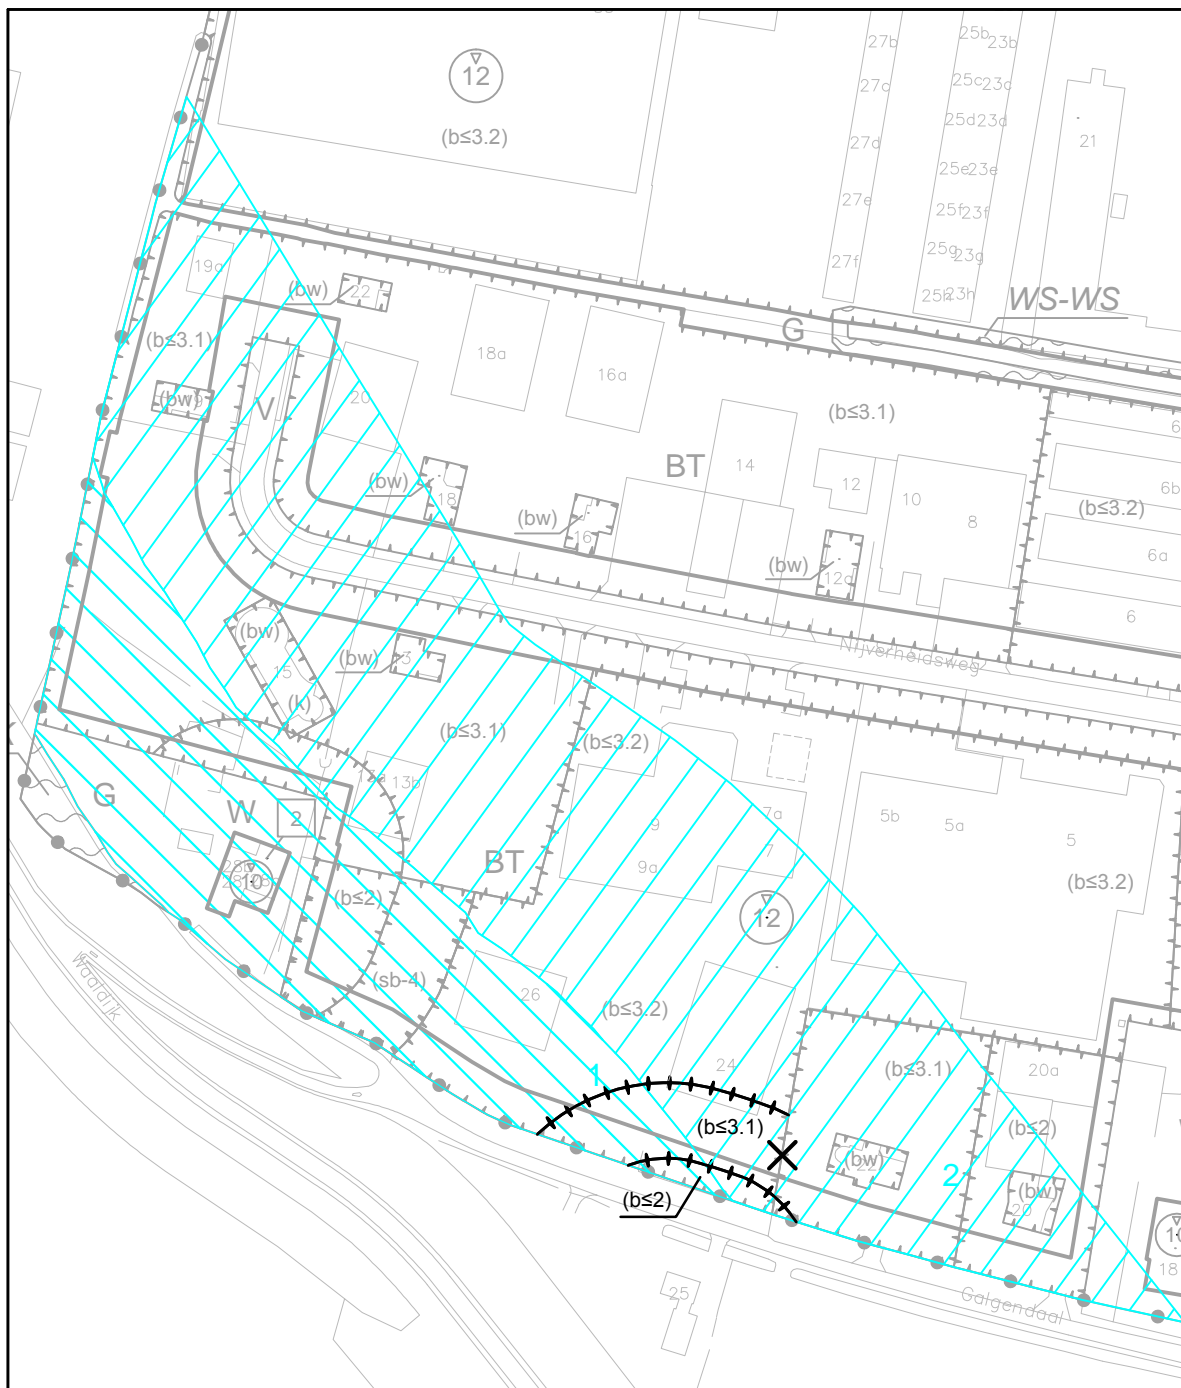 12
(b≤3.2)
27b
27c
27d
27e
27f
25b
23b
25c
23c
25d
23d
25e
23e
25f
23f
25g
23g
25h
23h
21
WS-WS
G
19a
(bw)
22
(b≤3.1)
18a
16a
20
(bw)
V
(b≤3.1)
BT
14
12
10
8
6b
(b≤3.2)
6a
6
(bw)
18
(bw)
16
(bw)
12a
Nijverheidsweg
(bw)
15
(k)
(bw)
(b≤3.1)
(b≤3.2)
G
W
2
13b
9
9a
7a
7
5b
5a
5
(b≤3.2)
BT
12
10
(b≤2)
(sb-4)
26
(b≤3.2)
Waaldijk
1
24
(b≤3.1)
20a
(b≤3.1)
(b≤2)
(bw)
22
2
(bw)
20
(b≤2)
18
25
Galgendaal